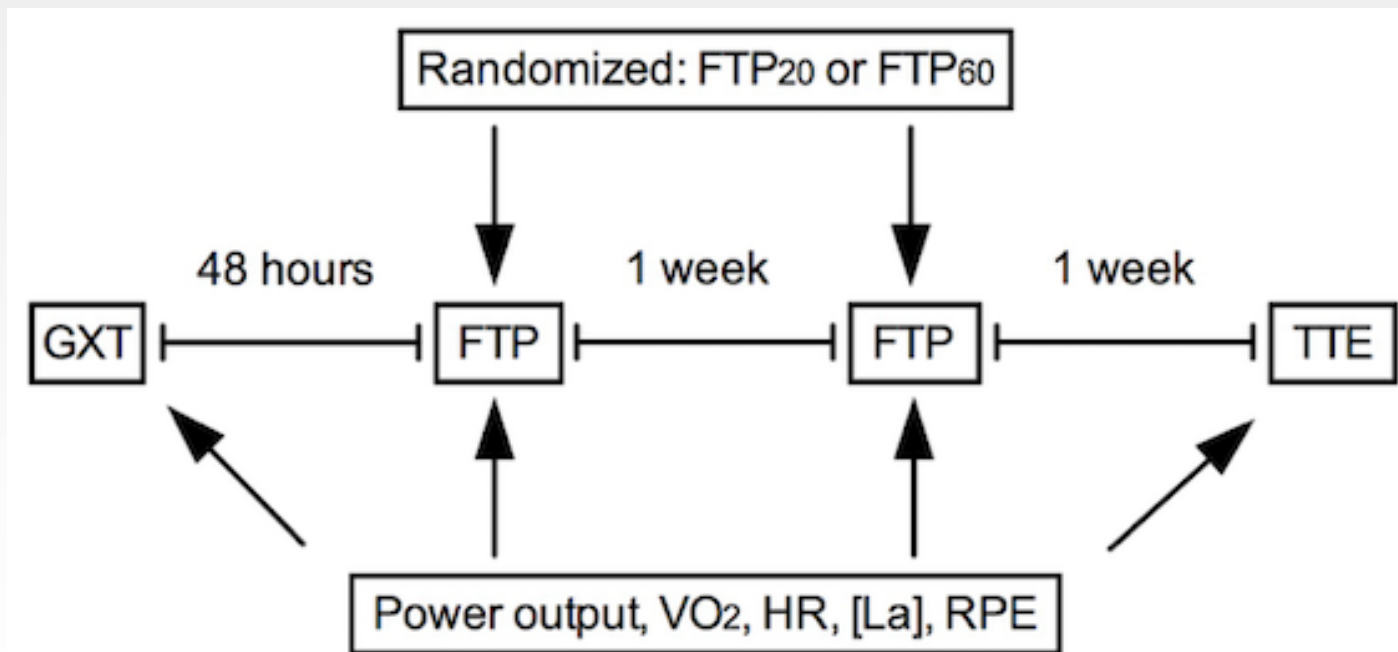 Randomized: FTP20 or FTP60
48 hours
1 week
1 week
GXT
FTP
FTP
TTE
Power output, VO2, HR, [La], RPE